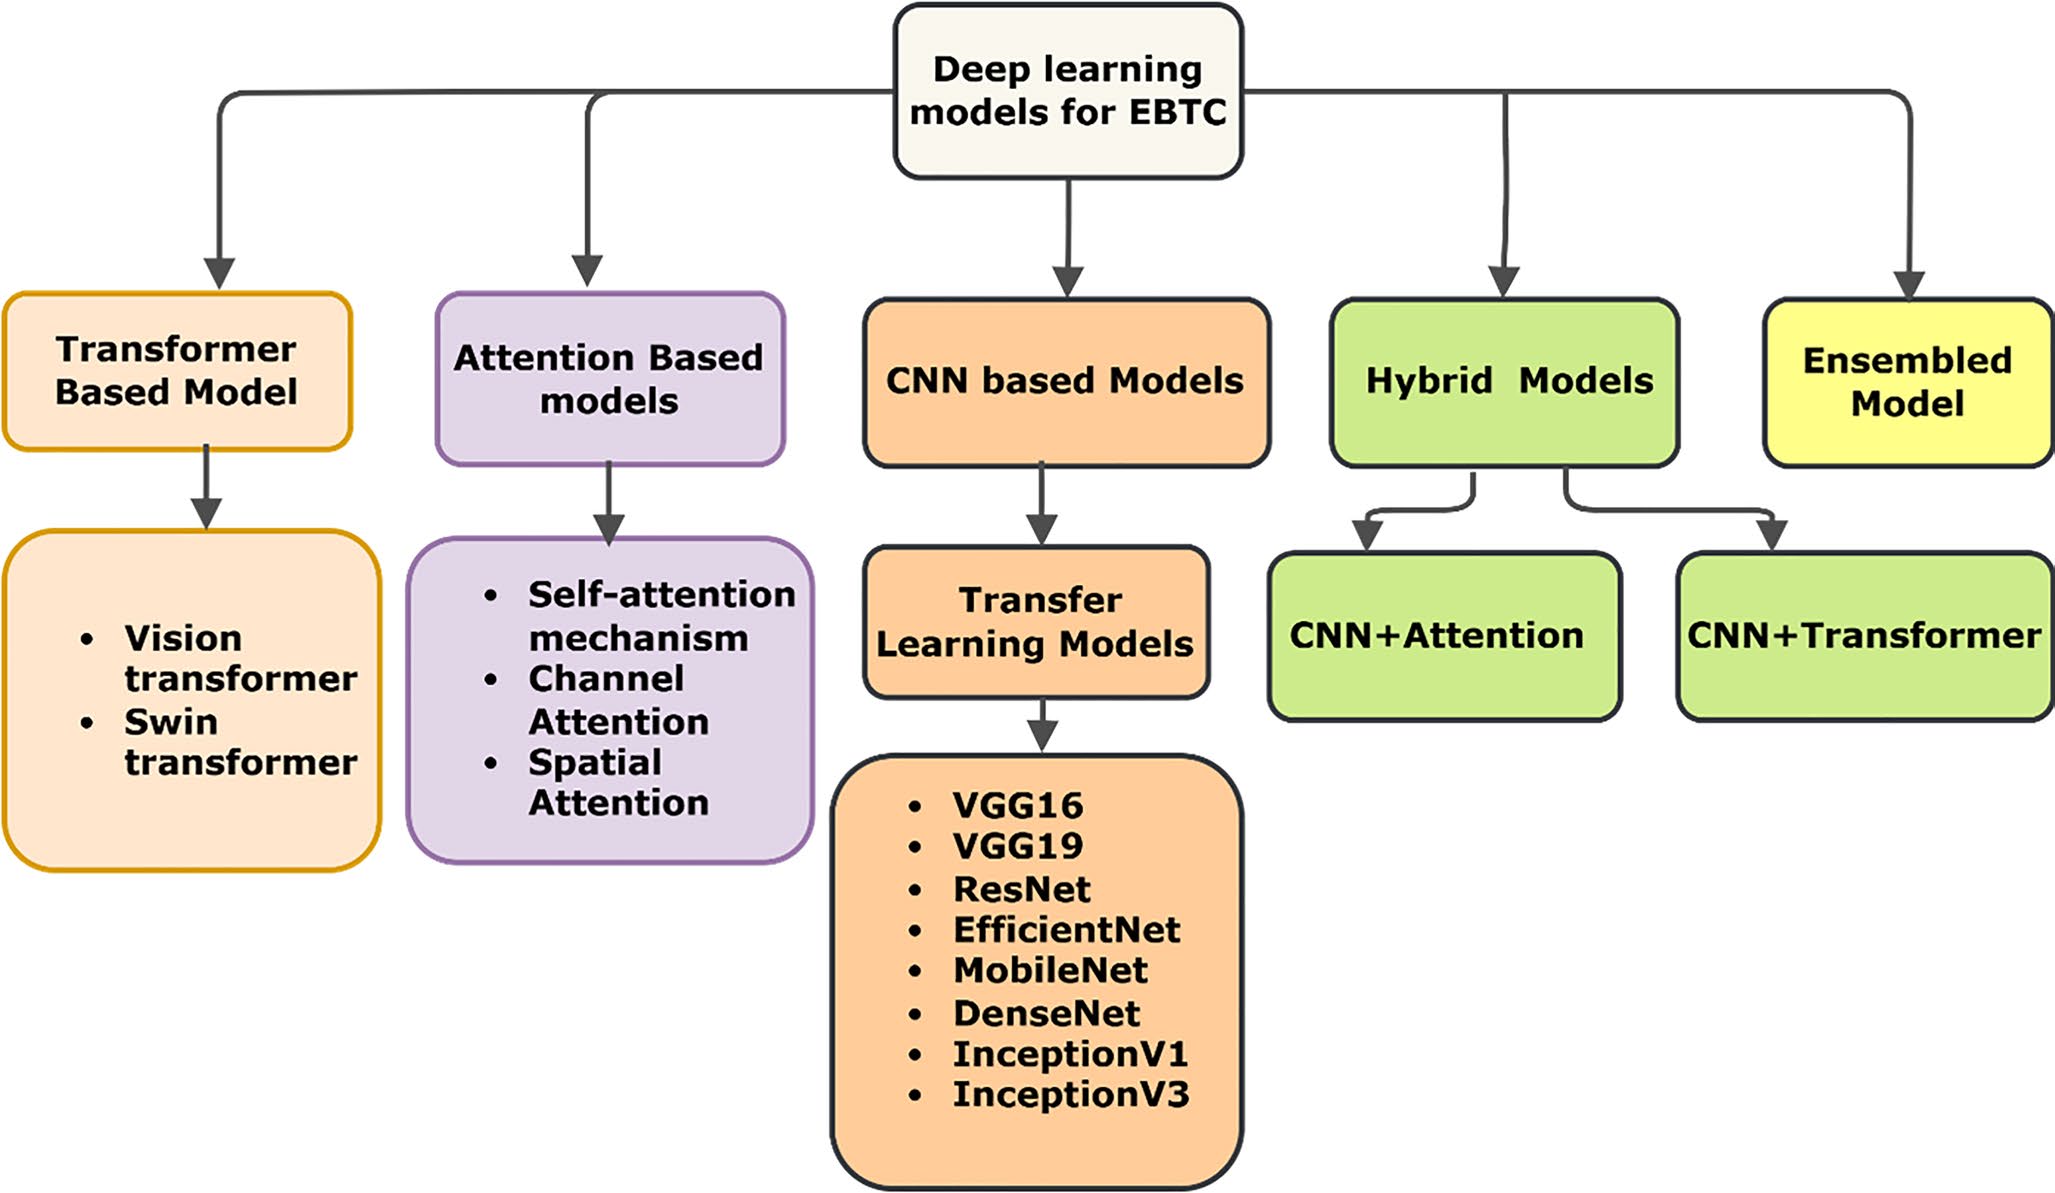 Deep learning
models for EBTC
Transformer
Based Model
Attention Based
models
CNN based Models
Hybrid Models
Ensembled
Model
• Vision
transformer
• Swin
transformer
• Self-attention
mechanism
• Channel
Attention
• Spatial
Attention
Transfer
Learning Models
CNN+Attention
CNN+Transformer
• VGG16
• VGG19
• ResNet
• EfficientNet
• MobileNet
• DenseNet
• InceptionV1
• InceptionV3